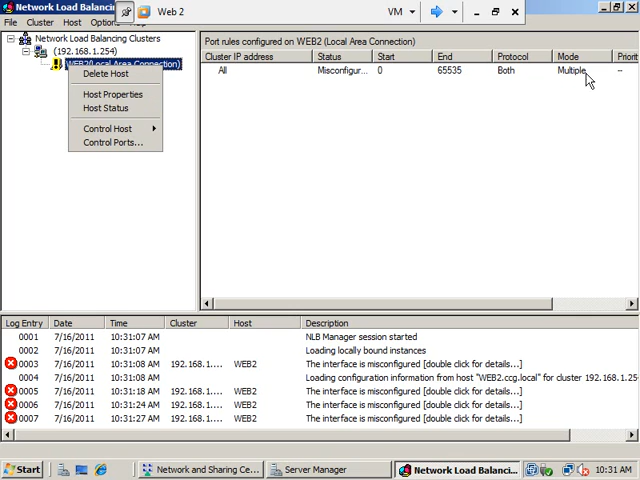 Network Load Balancing
Web 2
VM
File Cluster Host Options
Network Load Balancing Clusters
(192.168.1.254)
WEB2(Local Area Connection)
Delete Host
Host Properties
Host Status
Control Host
Control Ports...
Port rules configured on WEB2 (Local Area Connection)
Cluster IP address Status Start End Protocol Mode Priorit
All Misconfigur... 0 65535 Both Multiple --
Log Entry Date Time Cluster Host Description
0001 7/16/2011 10:31:07 AM NLB Manager session started
0002 7/16/2011 10:31:07 AM Loading locally bound instances
0003 7/16/2011 10:31:08 AM 192.168.1.... WEB2 The interface is misconfigured [double click for details...]
0004 7/16/2011 10:31:08 AM Loading configuration information from host "WEB2.ccg.local" for cluster 192.168.1.25
0005 7/16/2011 10:31:18 AM 192.168.1.... WEB2 The interface is misconfigured [double click for details...]
0006 7/16/2011 10:31:24 AM 192.168.1.... WEB2 The interface is misconfigured [double click for details...]
0007 7/16/2011 10:31:27 AM 192.168.1.... WEB2 The interface is misconfigured [double click for details...]
Start Network and Sharing Ce... Server Manager Network Load Balanci... 10:31 AM